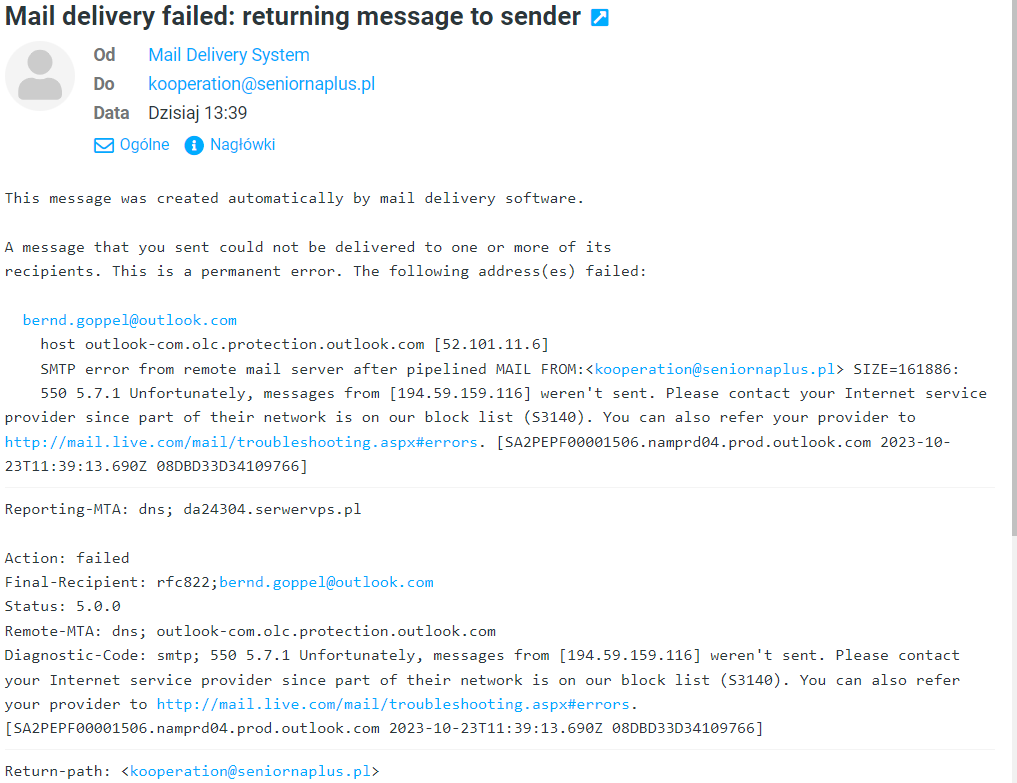 Mail delivery failed: returning message to sender
Od Mail Delivery System
Do kooperation@seniornaplus.pl
Data Dzisiaj 13:39
Ogólne Nagłówki
This message was created automatically by mail delivery software.
A message that you sent could not be delivered to one or more of its
recipients. This is a permanent error. The following address(es) failed:
bernd.goppel@outlook.com
host outlook-com.olc.protection.outlook.com [52.101.11.6]
SMTP error from remote mail server after pipelined MAIL FROM:<kooperation@seniornaplus.pl> SIZE=161886:
550 5.7.1 Unfortunately, messages from [194.59.159.116] weren't sent. Please contact your Internet service
provider since part of their network is on our block list (S3140). You can also refer your provider to
http://mail.live.com/mail/troubleshooting.aspx#errors. [SA2PEPF00001506.namprd04.prod.outlook.com 2023-10-
23T11:39:13.690Z 08DBD33D34109766]
Reporting-MTA: dns; da24304.serwervps.pl
Action: failed
Final-Recipient: rfc822;bernd.goppel@outlook.com
Status: 5.0.0
Remote-MTA: dns; outlook-com.olc.protection.outlook.com
Diagnostic-Code: smtp; 550 5.7.1 Unfortunately, messages from [194.59.159.116] weren't sent. Please contact
your Internet service provider since part of their network is on our block list (S3140). You can also refer
your provider to http://mail.live.com/mail/troubleshooting.aspx#errors.
[SA2PEPF00001506.namprd04.prod.outlook.com 2023-10-23T11:39:13.690Z 08DBD33D34109766]
Return-path: <kooperation@seniornaplus.pl>